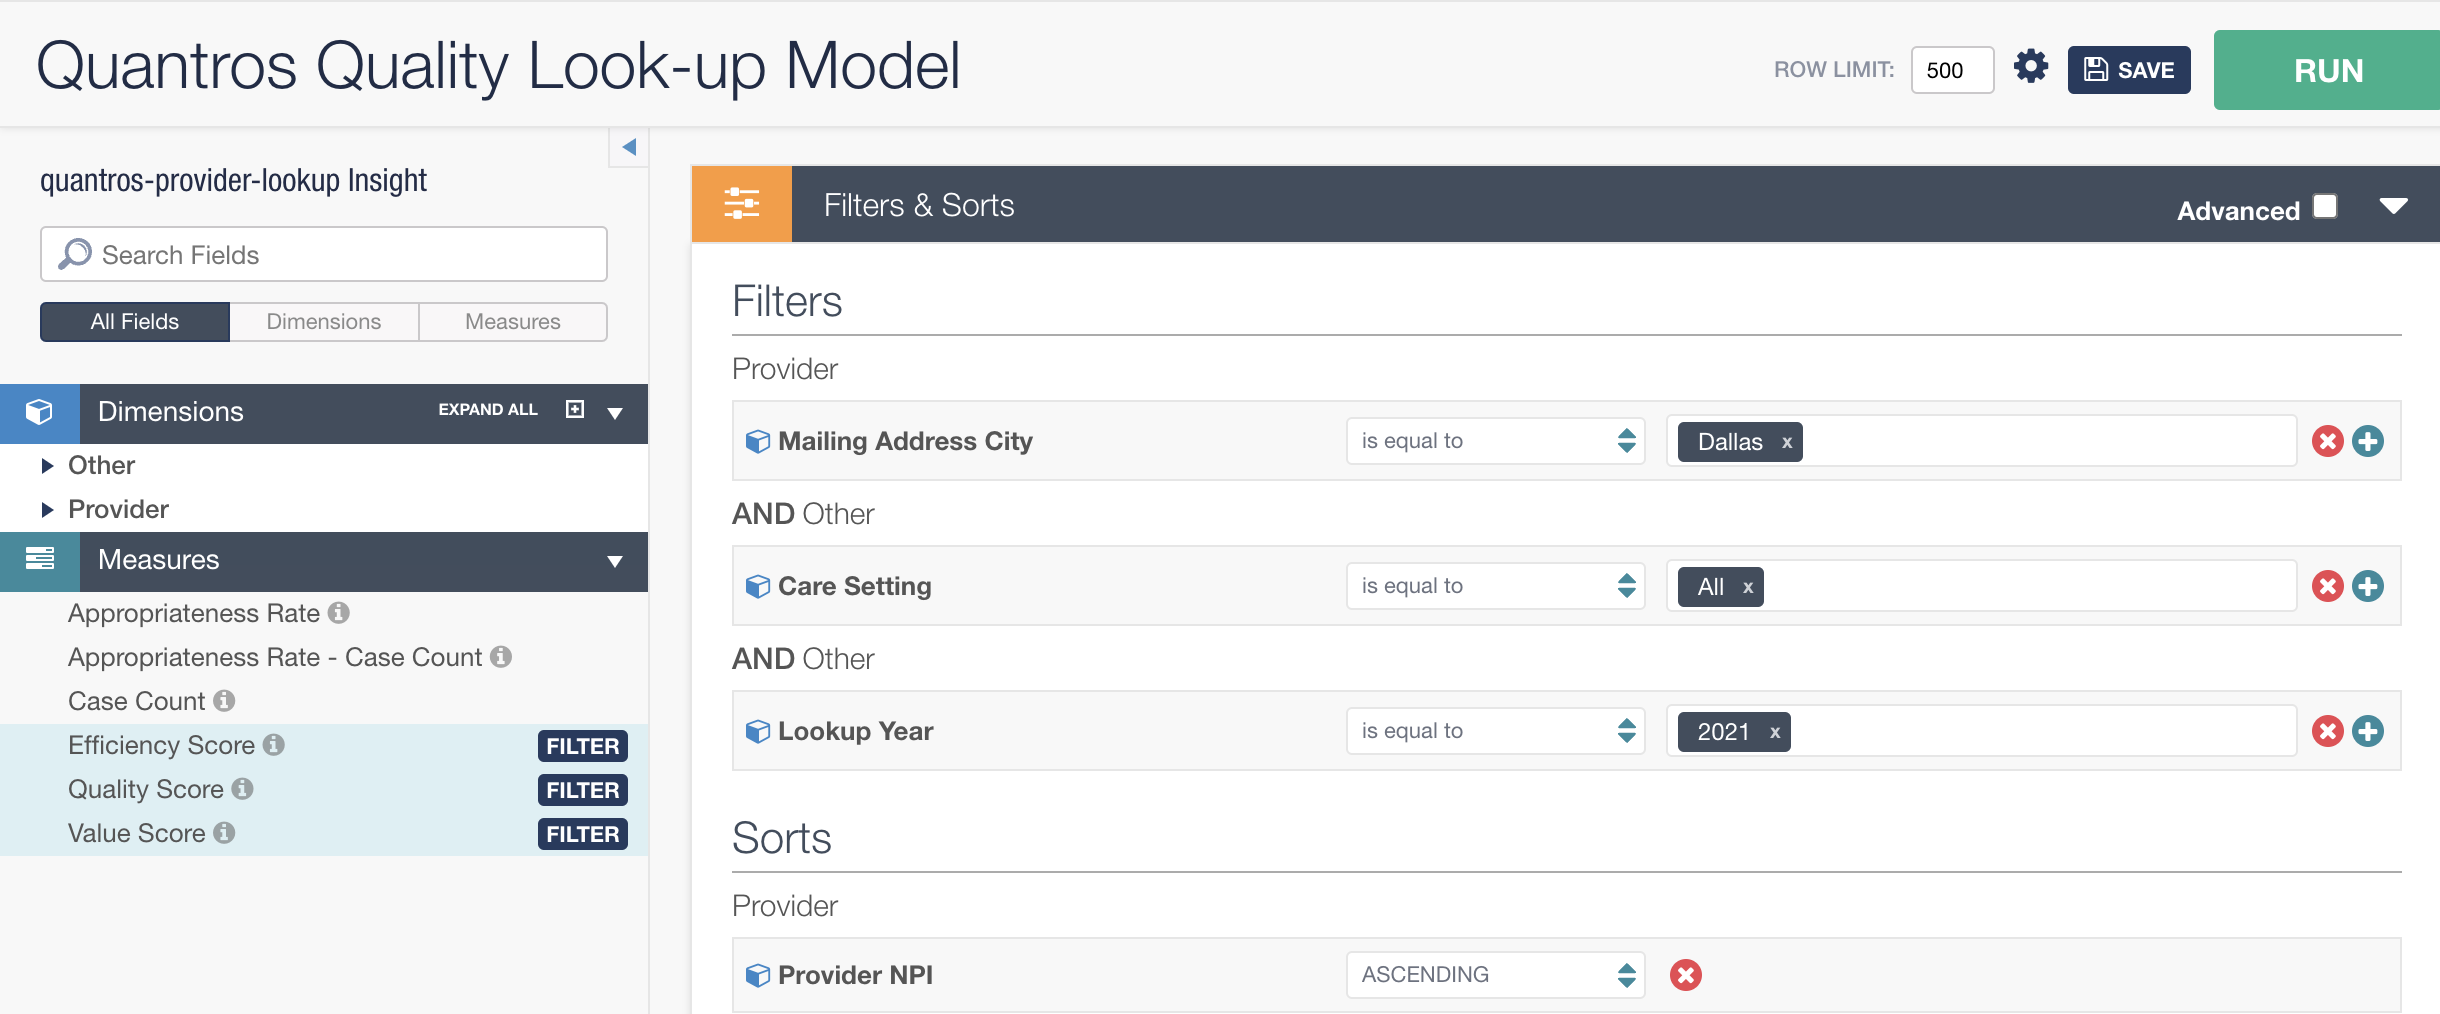 Quantros Quality Look-up Model
ROW LIMIT: 500 SAVE RUN
quantros-provider-lookup Insight
Search Fields
All Fields Dimensions Measures
Dimensions EXPAND ALL
Other
Provider
Measures
Appropriateness Rate
Appropriateness Rate - Case Count
Case Count
Efficiency Score FILTER
Quality Score FILTER
Value Score FILTER
Filters & Sorts Advanced
Filters
Provider
Mailing Address City is equal to Dallas x
AND Other
Care Setting is equal to All x
AND Other
Lookup Year is equal to 2021 x
Sorts
Provider
Provider NPI ASCENDING